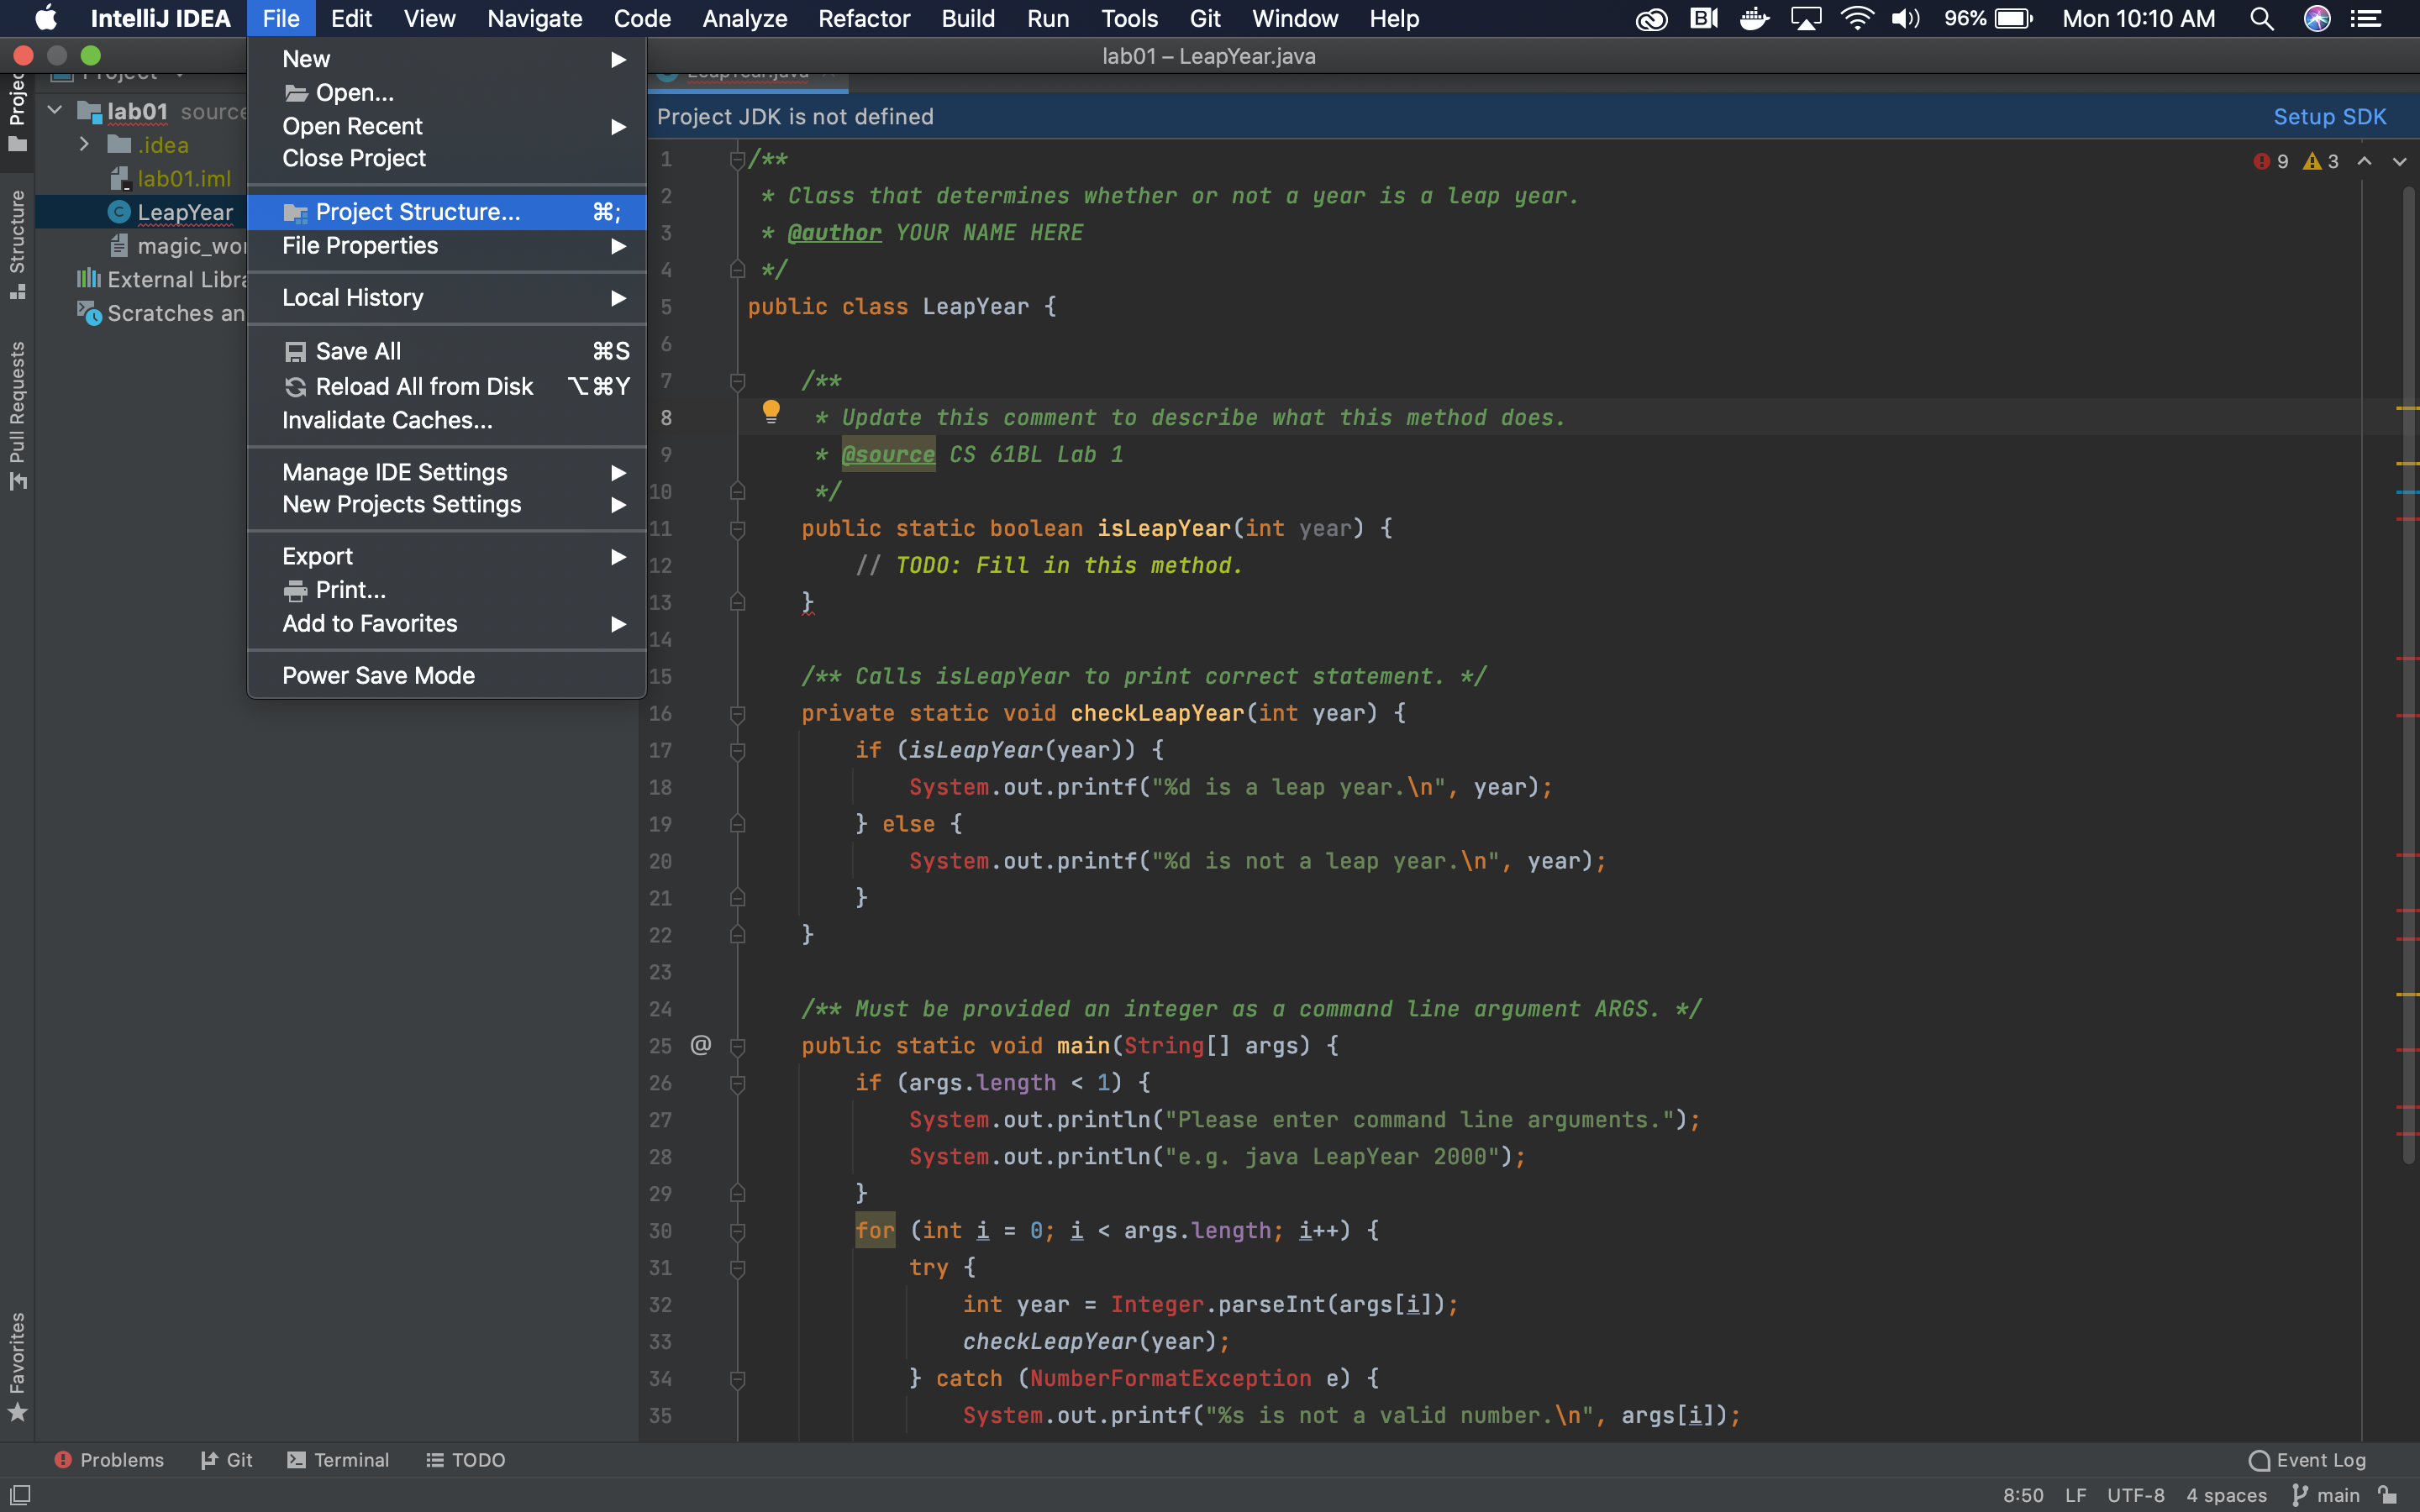 IntelliJ IDEA File Edit View Navigate Code Analyze Refactor Build Run Tools Git Window Help 96% Mon 10:10 AM
lab01 – LeapYear.java
New
Open...
Open Recent
Close Project
Project Structure... ⌘;
File Properties
Local History
Save All ⌘S
Reload All from Disk ⌥⌘Y
Invalidate Caches...
Manage IDE Settings
New Projects Settings
Export
Print...
Add to Favorites
Power Save Mode
Project
Structure
Pull Requests
Favorites
Project
lab01 source
.idea
lab01.iml
LeapYear
magic_wor
External Libra
Scratches an
LeapYear.java
Project JDK is not defined Setup SDK
9 3
1 /**
2 * Class that determines whether or not a year is a leap year.
3 * @author YOUR NAME HERE
4 */
5 public class LeapYear {
6
7 /**
8 * Update this comment to describe what this method does.
9 * @source CS 61BL Lab 1
10 */
11 public static boolean isLeapYear(int year) {
12 // TODO: Fill in this method.
13 }
14
15 /** Calls isLeapYear to print correct statement. */
16 private static void checkLeapYear(int year) {
17 if (isLeapYear(year)) {
18 System.out.printf("%d is a leap year.\n", year);
19 } else {
20 System.out.printf("%d is not a leap year.\n", year);
21 }
22 }
23
24 /** Must be provided an integer as a command line argument ARGS. */
25 @ public static void main(String[] args) {
26 if (args.length < 1) {
27 System.out.println("Please enter command line arguments.");
28 System.out.println("e.g. java LeapYear 2000");
29 }
30 for (int i = 0; i < args.length; i++) {
31 try {
32 int year = Integer.parseInt(args[i]);
33 checkLeapYear(year);
34 } catch (NumberFormatException e) {
35 System.out.printf("%s is not a valid number.\n", args[i]);
Problems Git Terminal TODO Event Log
8:50 LF UTF-8 4 spaces main